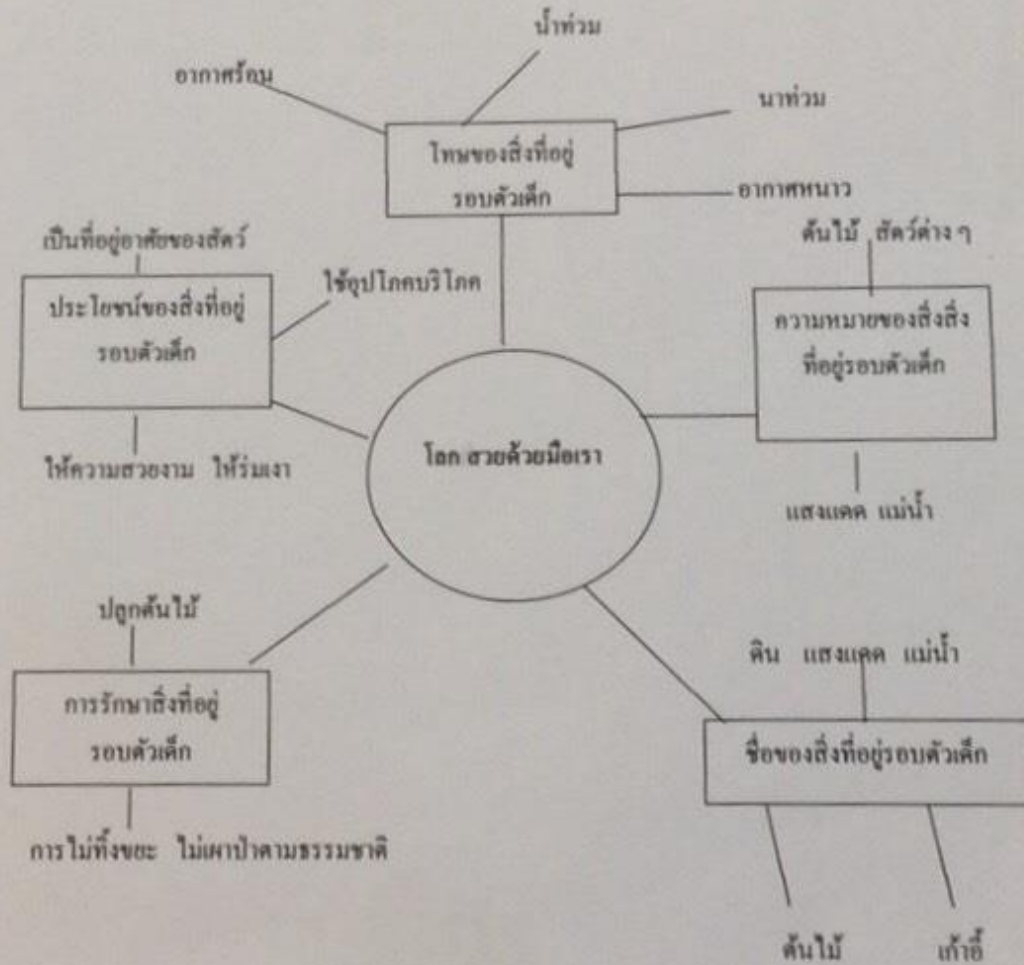 น้ำท่วม
อากาศร้อน
นาท่วม
โทษของสิ่งที่อยู่
รอบตัวเด็ก
อากาศหนาว
เป็นที่อยู่อาศัยของสัตว์
ต้นไม้ สัตว์ต่าง ๆ
ใช้อุปโภคบริโภค
ประโยชน์ของสิ่งที่อยู่
รอบตัวเด็ก
ความหมายของสิ่งสิ่ง
ที่อยู่รอบตัวเด็ก
โลก สวยด้วยมือเรา
ให้ความสวยงาม ให้ร่มเงา
แสงแดด แม่น้ำ
ปลูกต้นไม้
ดิน แสงแดด แม่น้ำ
การรักษาสิ่งที่อยู่
รอบตัวเด็ก
ชื่อของสิ่งที่อยู่รอบตัวเด็ก
การไม่ทิ้งขยะ ไม่เผาป่าตามธรรมชาติ
ต้นไม้ เก้าอี้